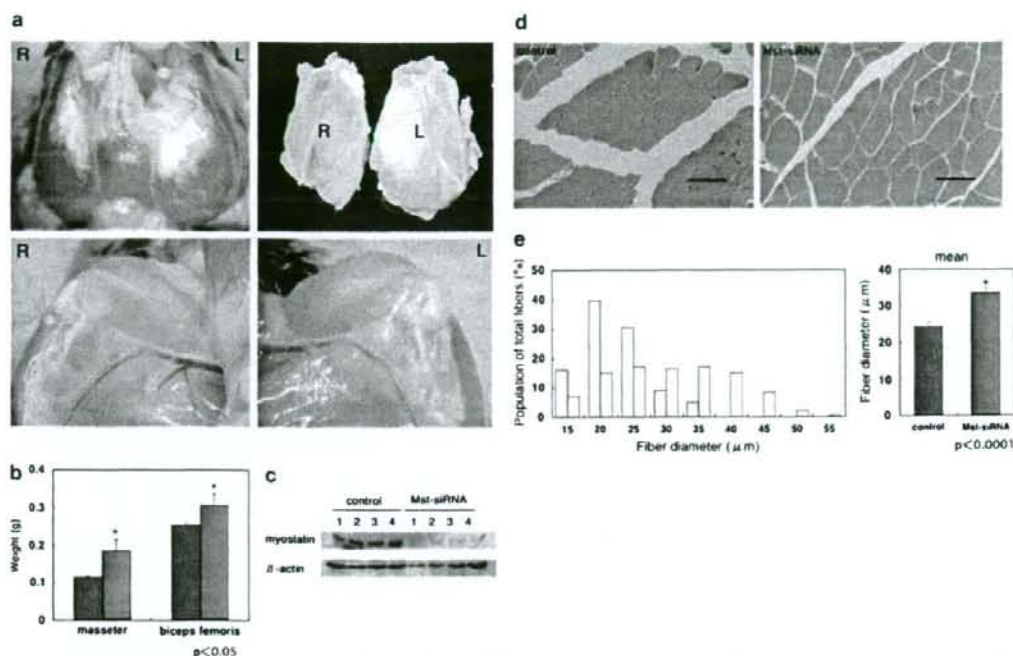 a
R
L
R
L
R
L
b
Weight (g)
0.4
0.3
0.2
0.1
0
*
*
masseter
biceps femoris
p<0.05
c
control
Mst-siRNA
1 2 3 4
1 2 3 4
myostatin
β-actin
d
control
Mst-siRNA
e
Population of total fibers (%)
50
40
30
20
10
0
15 20 25 30 35 40 45 50 55
Fiber diameter (μm)
mean
Fiber diameter (μm)
40
30
20
10
0
*
control
Mst-siRNA
p<0.0001